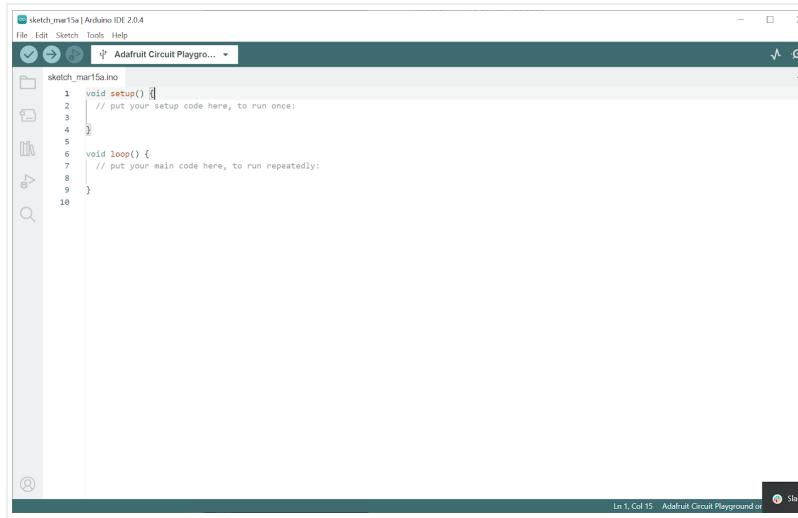 sketch_mar15a | Arduino IDE 2.0.4
File Edit Sketch Tools Help
Adafruit Circuit Playgro...
sketch_mar15a.ino
1 void setup() {
2 // put your setup code here, to run once:
3
4 }
5
6 void loop() {
7 // put your main code here, to run repeatedly:
8
9 }
10
Ln 1, Col 15 Adafruit Circuit Playground or
Sla